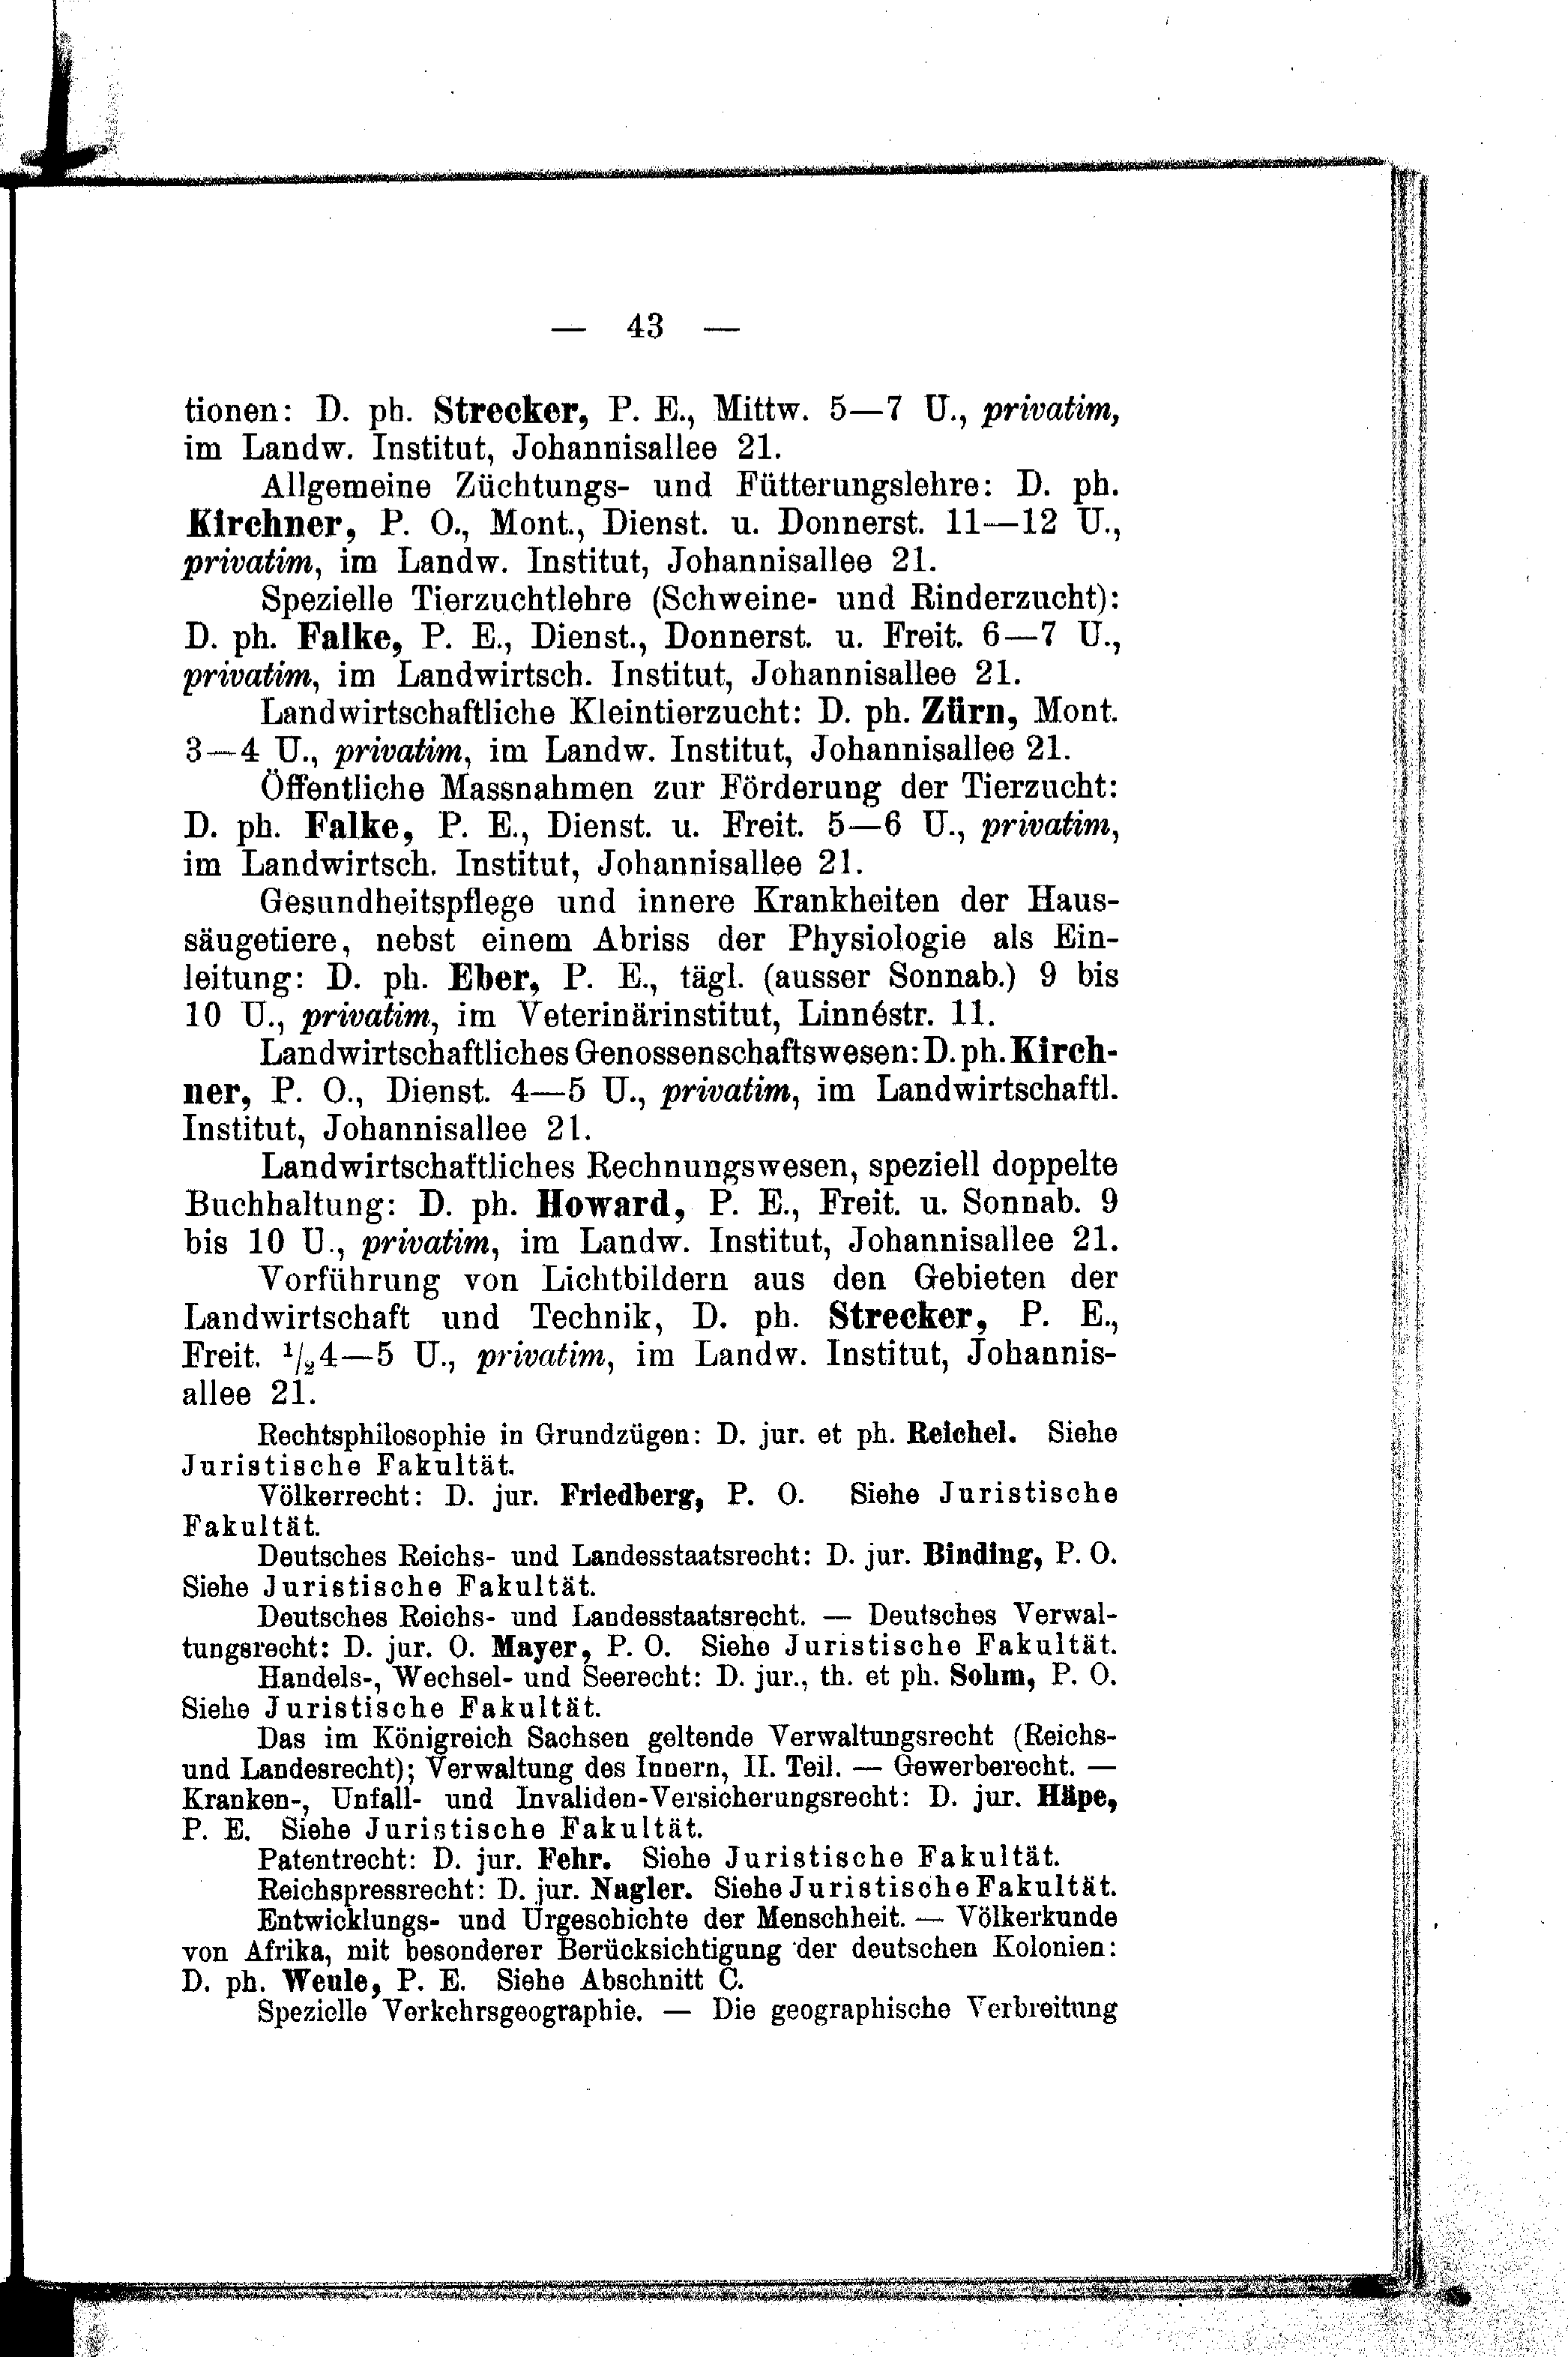 — 43 —
tionen: D. ph. Strecker, P. E., Mittw. 5—7 U., privatim,
im Landw. Institut, Johannisallee 21.
Allgemeine Züchtungs- und Fütterungslehre: D. ph.
Kirchner, P. O., Mont., Dienst. u. Donnerst. 11—12 U.,
privatim, im Landw. Institut, Johannisallee 21.
Spezielle Tierzuchtlehre (Schweine- und Rinderzucht):
D. ph. Falke, P. E., Dienst., Donnerst. u. Freit. 6—7 U.,
privatim, im Landwirtsch. Institut, Johannisallee 21.
Landwirtschaftliche Kleintierzucht: D. ph. Zürn, Mont.
3—4 U., privatim, im Landw. Institut, Johannisallee 21.
Öffentliche Massnahmen zur Förderung der Tierzucht:
D. ph. Falke, P. E., Dienst. u. Freit. 5—6 U., privatim,
im Landwirtsch. Institut, Johannisallee 21.
Gesundheitspflege und innere Krankheiten der Haus-
säugetiere, nebst einem Abriss der Physiologie als Ein-
leitung: D. ph. Eber, P. E., tägl. (ausser Sonnab.) 9 bis
10 U., privatim, im Veterinärinstitut, Linnéstr. 11.
Landwirtschaftliches Genossenschaftswesen: D. ph. Kirch-
ner, P. O., Dienst. 4—5 U., privatim, im Landwirtschaftl.
Institut, Johannisallee 21.
Landwirtschaftliches Rechnungswesen, speziell doppelte
Buchhaltung: D. ph. Howard, P. E., Freit. u. Sonnab. 9
bis 10 U., privatim, im Landw. Institut, Johannisallee 21.
Vorführung von Lichtbildern aus den Gebieten der
Landwirtschaft und Technik, D. ph. Strecker, P. E.,
Freit. 1/2 4—5 U., privatim, im Landw. Institut, Johannis-
allee 21.
Rechtsphilosophie in Grundzügen: D. jur. et ph. Reichel. Siehe
Juristische Fakultät.
Völkerrecht: D. jur. Friedberg, P. O. Siehe Juristische
Fakultät.
Deutsches Reichs- und Landesstaatsrecht: D. jur. Binding, P. O.
Siehe Juristische Fakultät.
Deutsches Reichs- und Landesstaatsrecht. — Deutsches Verwal-
tungsrecht: D. jur. O. Mayer, P. O. Siehe Juristische Fakultät.
Handels-, Wechsel- und Seerecht: D. jur., th. et ph. Sohm, P. O.
Siehe Juristische Fakultät.
Das im Königreich Sachsen geltende Verwaltungsrecht (Reichs-
und Landesrecht); Verwaltung des Innern, II. Teil. — Gewerberecht. —
Kranken-, Unfall- und Invaliden-Versicherungsrecht: D. jur. Häpe,
P. E. Siehe Juristische Fakultät.
Patentrecht: D. jur. Fehr. Siehe Juristische Fakultät.
Reichspressrecht: D. jur. Nagler. Siehe Juristische Fakultät.
Entwicklungs- und Urgeschichte der Menschheit. — Völkerkunde
von Afrika, mit besonderer Berücksichtigung der deutschen Kolonien:
D. ph. Weule, P. E. Siehe Abschnitt C.
Spezielle Verkehrsgeographie. — Die geographische Verbreitung